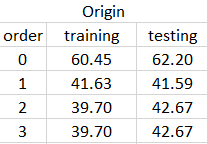 Origin
order training testing
0 60.45 62.20
1 41.63 41.59
2 39.70 42.67
3 39.70 42.67